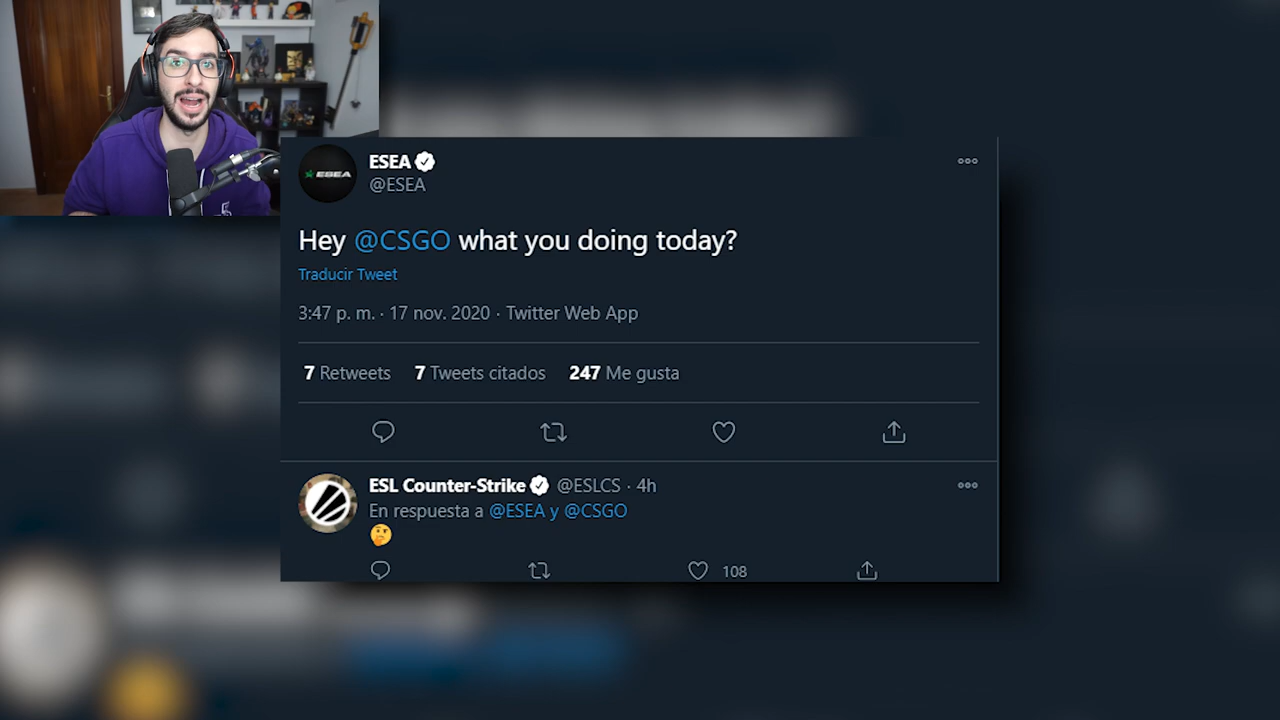 ESEA
@ESEA
ESEA
Hey @CSGO what you doing today?
Traducir Tweet
3:47 p. m. · 17 nov. 2020 · Twitter Web App
7 Retweets 7 Tweets citados 247 Me gusta
ESL Counter-Strike @ESLCS · 4h
En respuesta a @ESEA y @CSGO
🤔
108